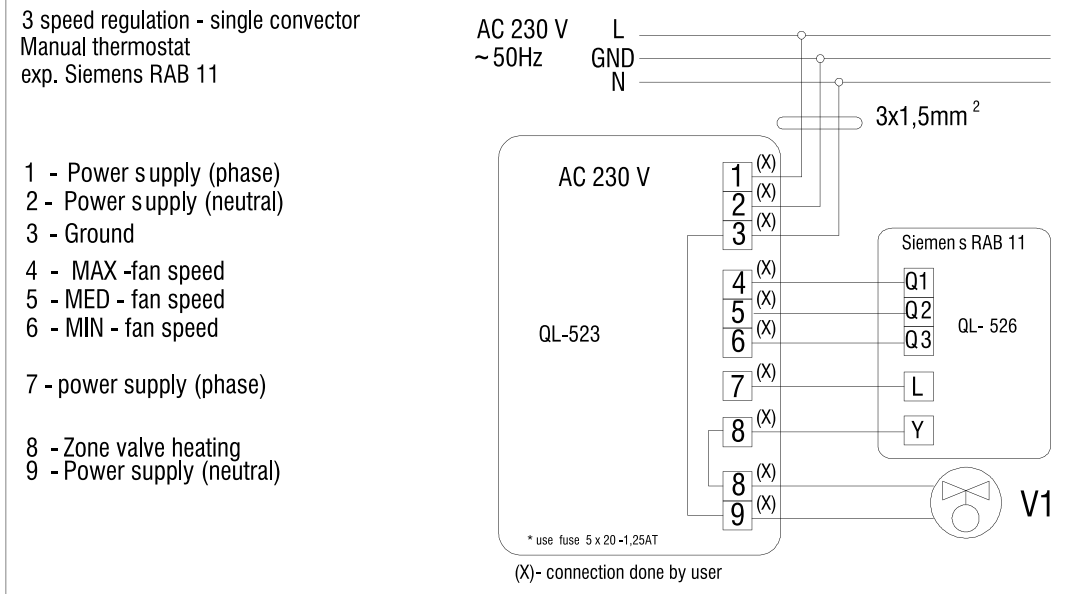 3 speed regulation - single convector
Manual thermostat
exp. Siemens RAB 11
1 - Power supply (phase)
2 - Power supply (neutral)
3 - Ground
4 - MAX -fan speed
5 - MED - fan speed
6 - MIN - fan speed
7 - power supply (phase)
8 - Zone valve heating
9 - Power supply (neutral)
AC 230 V L
~ 50Hz GND
N
3x1,5mm²
AC 230 V
1 (X)
2 (X)
3 (X)
4 (X)
5 (X)
6 (X)
7 (X)
8 (X)
8 (X)
9 (X)
QL-523
* use fuse 5 x 20 -1,25AT
(X)- connection done by user
Siemens RAB 11
Q1
Q2
Q3
QL- 526
L
Y
V1